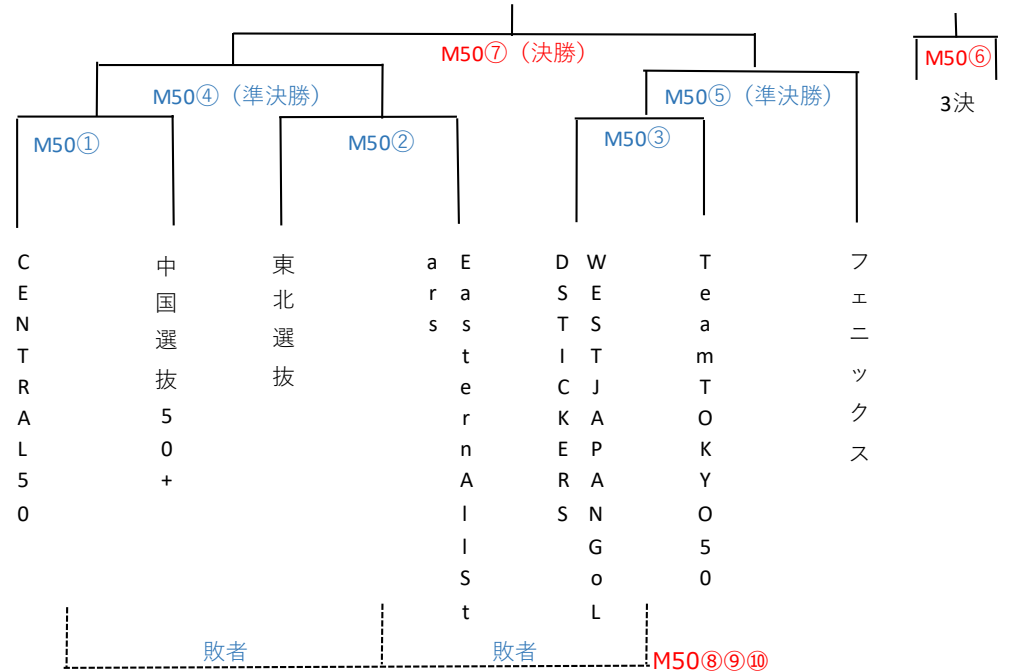 M50⑦（決勝）
M50⑥
M50④（準決勝）
M50⑤（準決勝）
3決
M50①
M50②
M50③
CENTRAL50
中国選抜50+
東北選抜
EasternAllSt
ars
WESTJAPANGoL
DSTICKERS
TeamTOKYO50
フェニックス
敗者
敗者
M50⑧⑨⑩